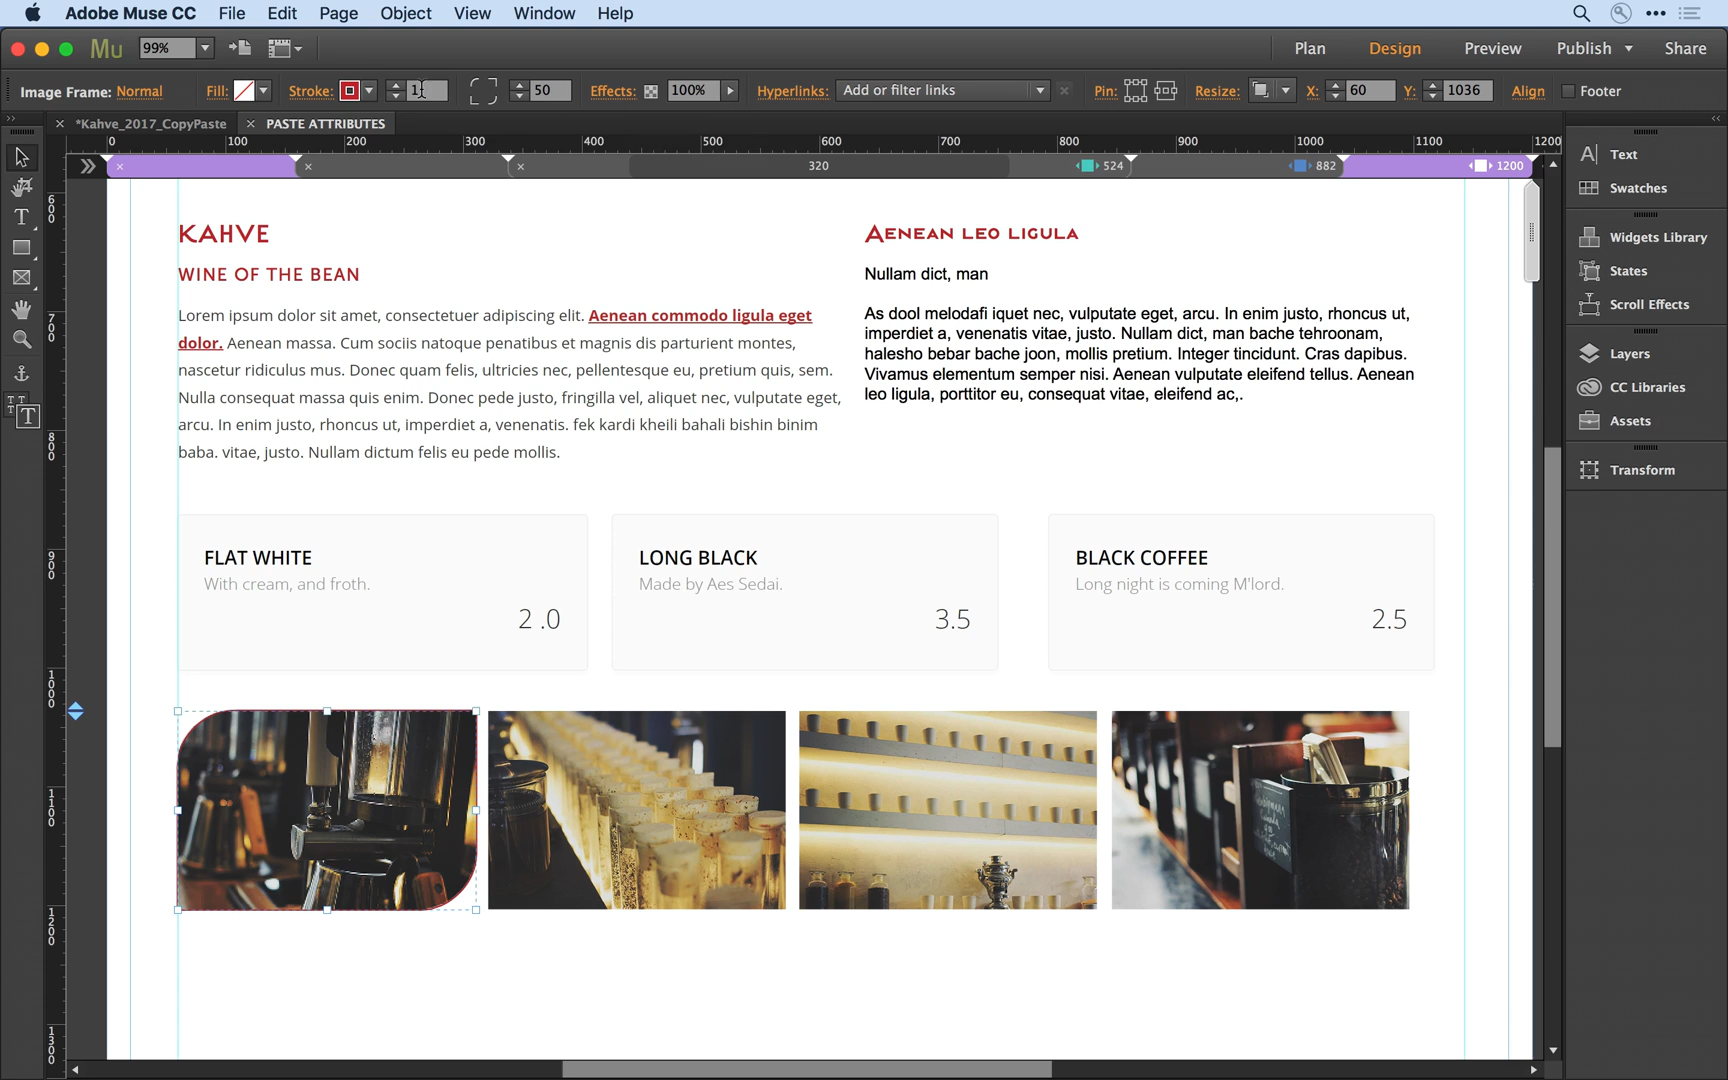 Adobe Muse CC File Edit Page Object View Window Help
Mu 99% Plan Design Preview Publish Share
Image Frame: Normal Fill: Stroke: 1 50 Effects: 100% Hyperlinks: Add or filter links Pin: Resize: X: 60 Y: 1036 Align Footer
*Kahve_2017_CopyPaste PASTE ATTRIBUTES
0 100 200 300 400 500 600 700 800 900 1000 1100 1200
320 524 882 1200
600
700
800
900
1000
1100
1200
1300
KAHVE
WINE OF THE BEAN
Lorem ipsum dolor sit amet, consectetuer adipiscing elit. Aenean commodo ligula eget
dolor. Aenean massa. Cum sociis natoque penatibus et magnis dis parturient montes,
nascetur ridiculus mus. Donec quam felis, ultricies nec, pellentesque eu, pretium quis, sem.
Nulla consequat massa quis enim. Donec pede justo, fringilla vel, aliquet nec, vulputate eget,
arcu. In enim justo, rhoncus ut, imperdiet a, venenatis. fek kardi kheili bahali bishin binim
baba. vitae, justo. Nullam dictum felis eu pede mollis.
Aenean leo ligula
Nullam dict, man
As dool melodafi iquet nec, vulputate eget, arcu. In enim justo, rhoncus ut,
imperdiet a, venenatis vitae, justo. Nullam dict, man bache tehroonam,
halesho bebar bache joon, mollis pretium. Integer tincidunt. Cras dapibus.
Vivamus elementum semper nisi. Aenean vulputate eleifend tellus. Aenean
leo ligula, porttitor eu, consequat vitae, eleifend ac,.
FLAT WHITE
With cream, and froth.
2 .0
LONG BLACK
Made by Aes Sedai.
3.5
BLACK COFFEE
Long night is coming M'lord.
2.5
Text
Swatches
Widgets Library
States
Scroll Effects
Layers
CC Libraries
Assets
Transform